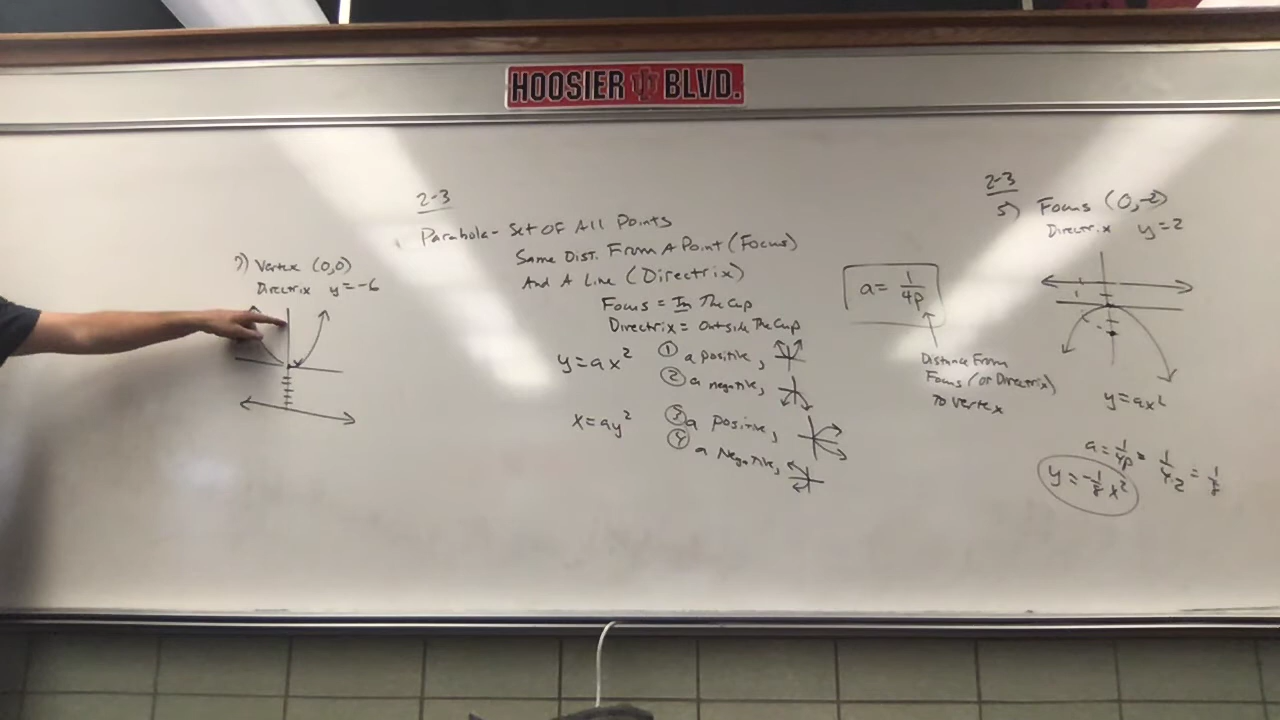 HOOSIER BLVD.
2-3
Parabola- Set OF All Points
Same Dist. From A Point (Focus)
And A Line (Directrix)
Focus = In The Cup
Directrix = Outside The Cup
y=ax²
① a positive,
② a negative,
x=ay²
③ a positive,
④ a Negative,
7) Vertex (0,0)
Directrix y=-6
a= 1/4p
Distance From
Focus (or Directrix)
To Vertex
2-3
5) Focus (0,-2)
Directrix y=2
y=ax²
a= 1/4p = 1/4·2 = 1/8
y= -1/8 x²